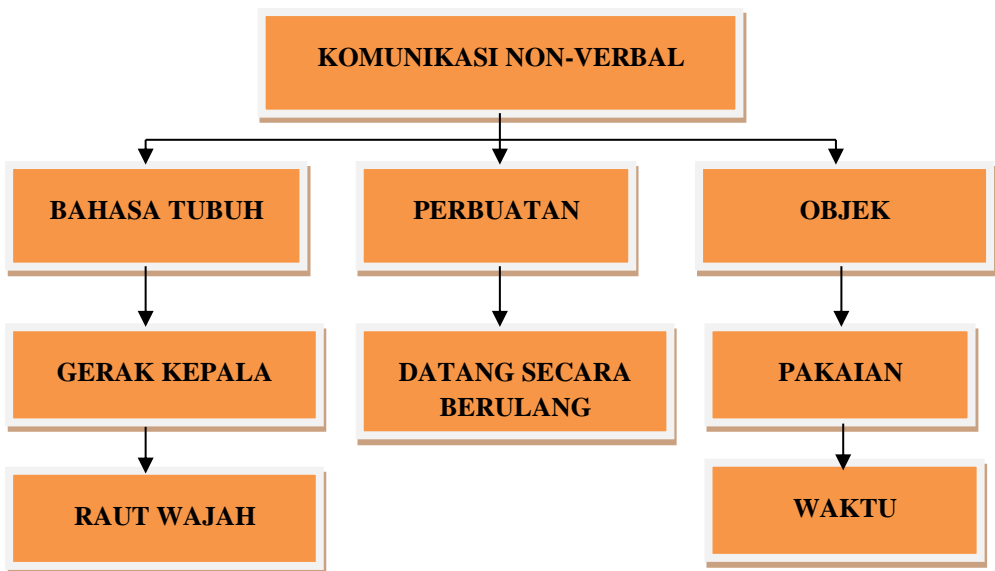 KOMUNIKASI NON-VERBAL
BAHASA TUBUH
PERBUATAN
OBJEK
GERAK KEPALA
DATANG SECARA
BERULANG
PAKAIAN
RAUT WAJAH
WAKTU